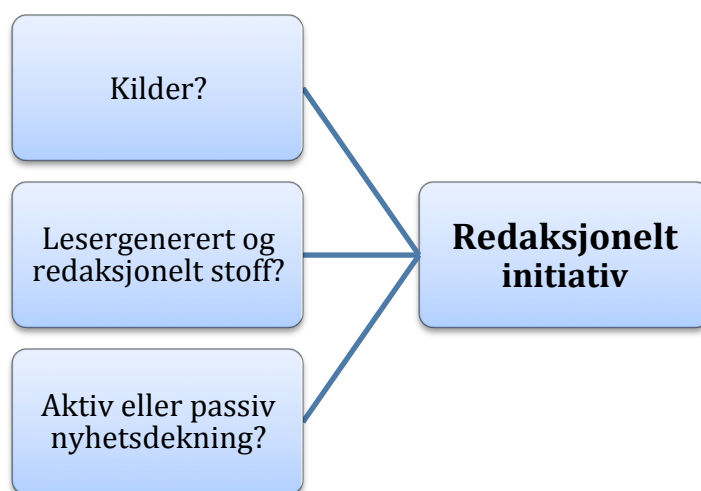 Kilder?
Lesergenerert og
redaksjonelt stoff?
Aktiv eller passiv
nyhetsdekning?
Redaksjonelt
initiativ